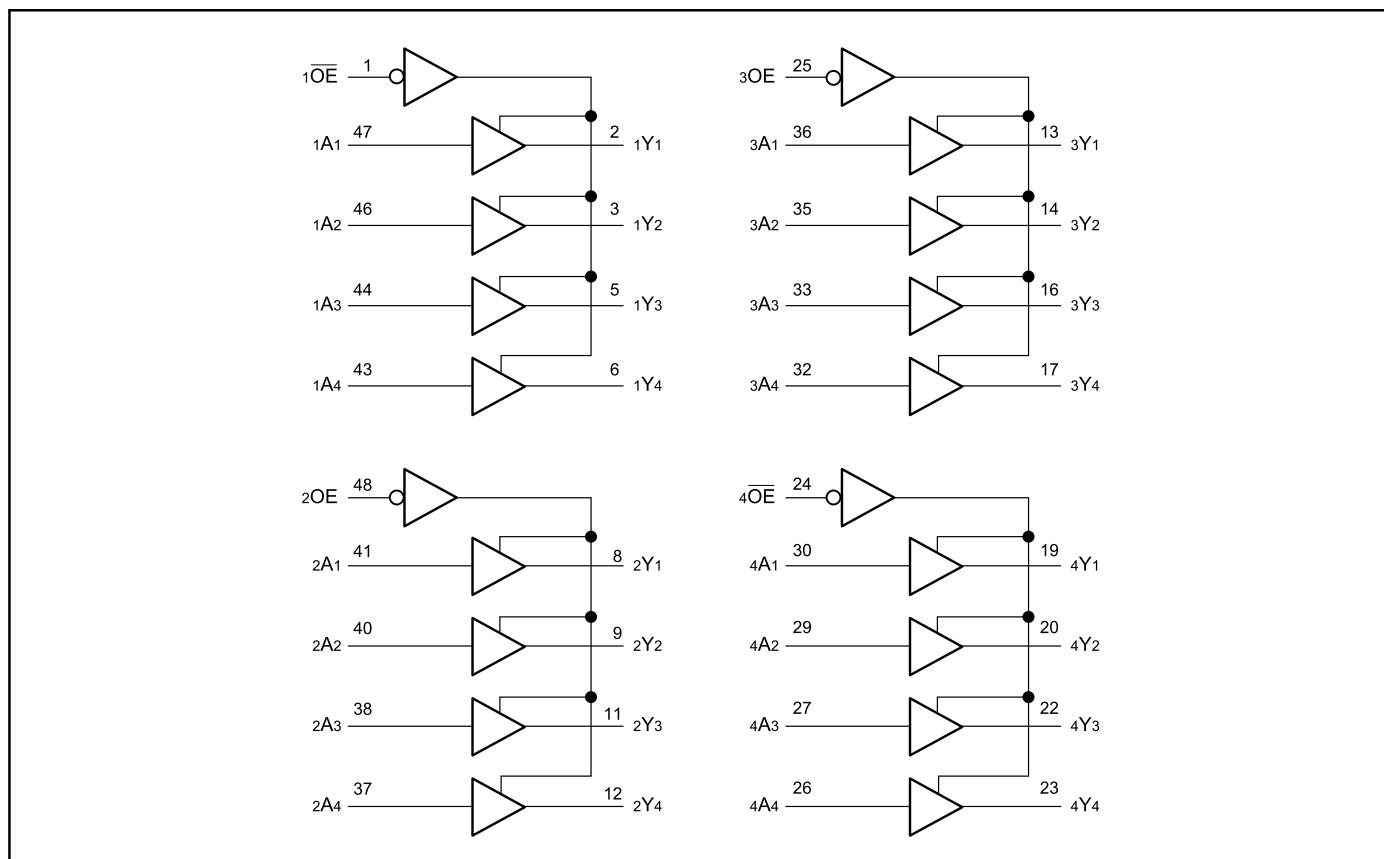 1O̅E̅ 1
1A1 47 2 1Y1
1A2 46 3 1Y2
1A3 44 5 1Y3
1A4 43 6 1Y4
3OE 25
3A1 36 13 3Y1
3A2 35 14 3Y2
3A3 33 16 3Y3
3A4 32 17 3Y4
2OE 48
2A1 41 8 2Y1
2A2 40 9 2Y2
2A3 38 11 2Y3
2A4 37 12 2Y4
4O̅E̅ 24
4A1 30 19 4Y1
4A2 29 20 4Y2
4A3 27 22 4Y3
4A4 26 23 4Y4